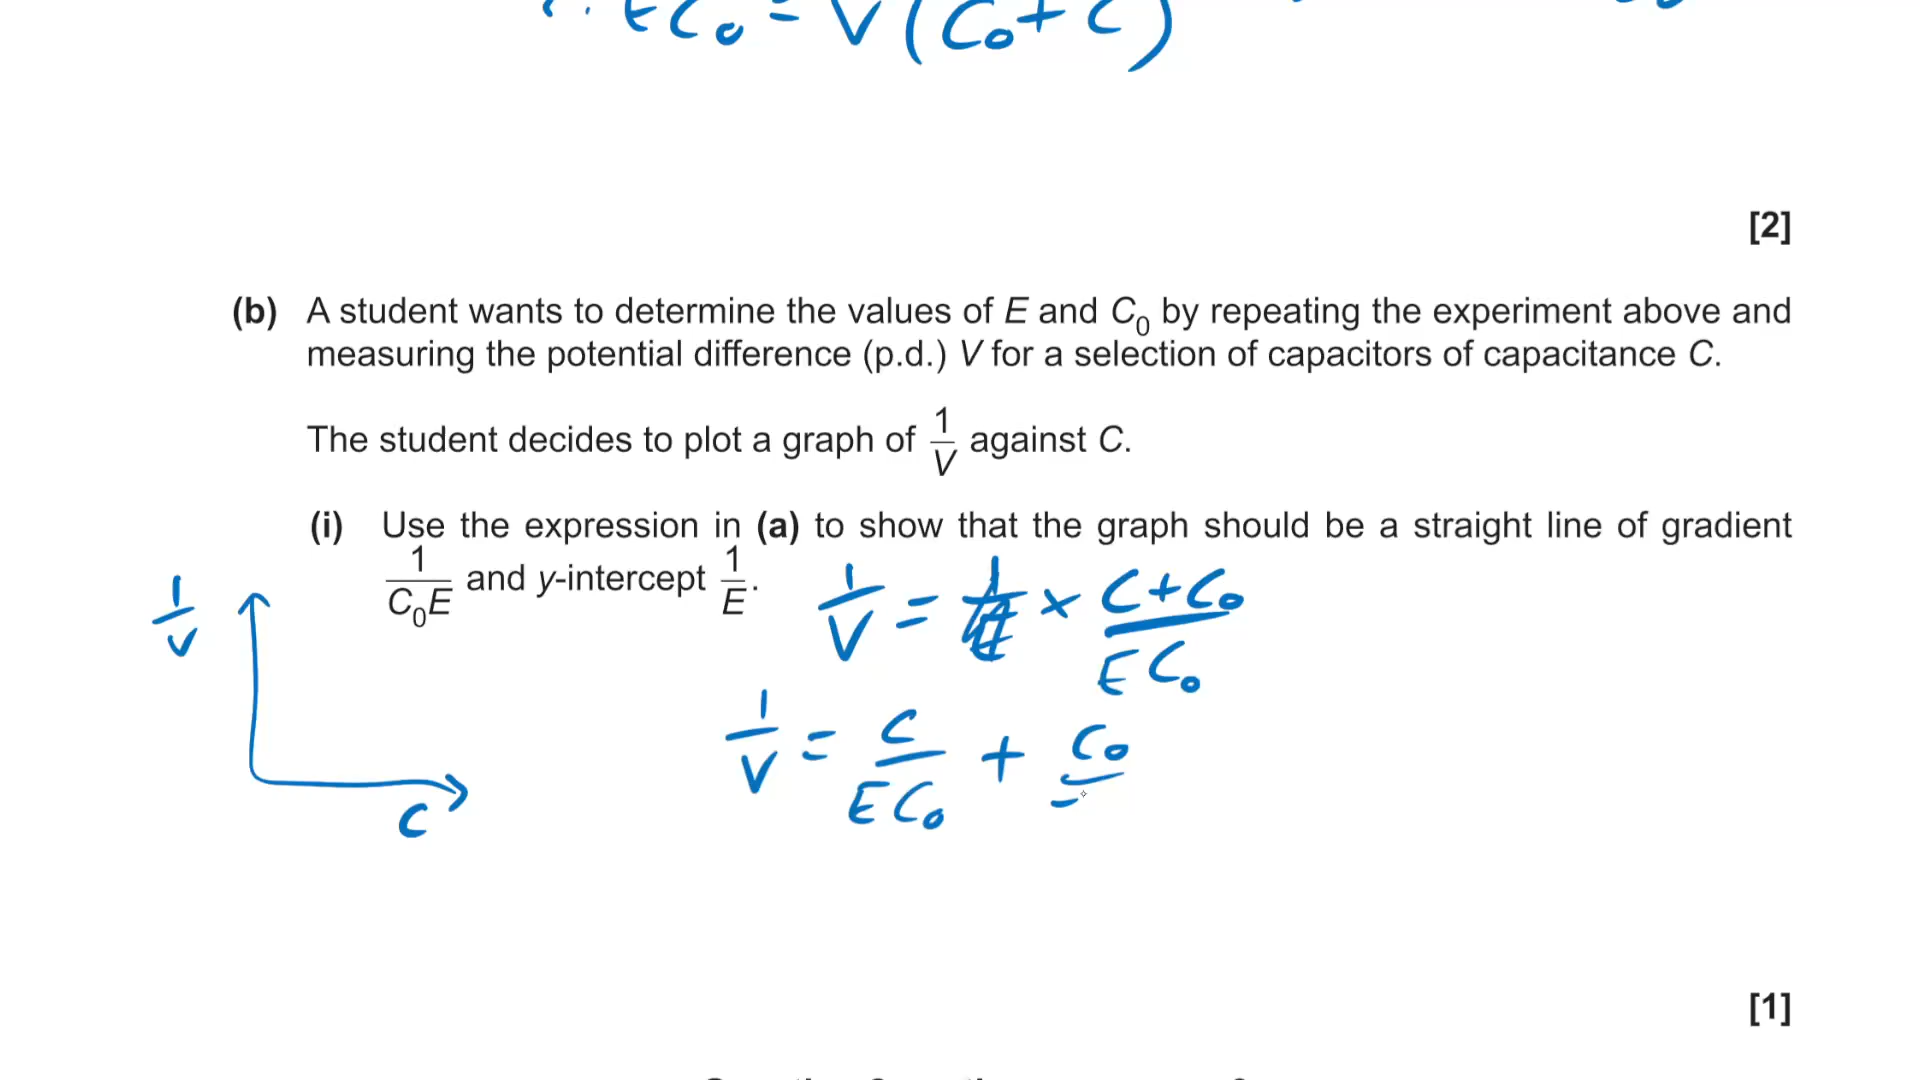 ∴ EC₀ = V(C₀+C)
[2]
(b) A student wants to determine the values of E and C₀ by repeating the experiment above and
measuring the potential difference (p.d.) V for a selection of capacitors of capacitance C.
The student decides to plot a graph of 1/V against C.
(i) Use the expression in (a) to show that the graph should be a straight line of gradient
1/C₀E and y-intercept 1/E.
1/V = × C+C₀/EC₀
1/V
1/V = C/EC₀ + C₀/
C
[1]